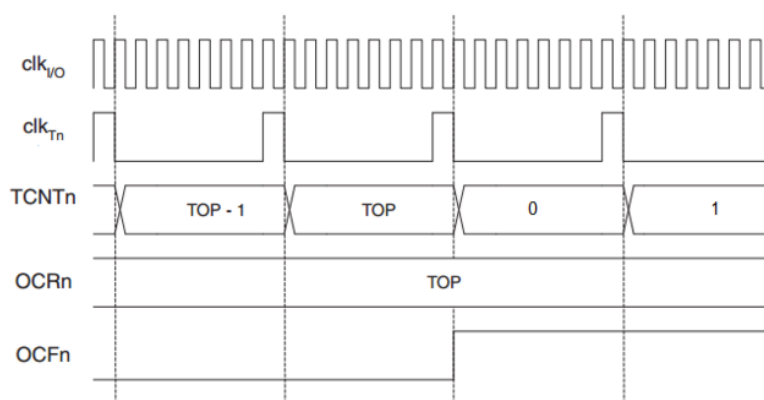 clkI/O
clkTn
TCNTn TOP - 1 TOP 0 1
OCRn TOP
OCFn